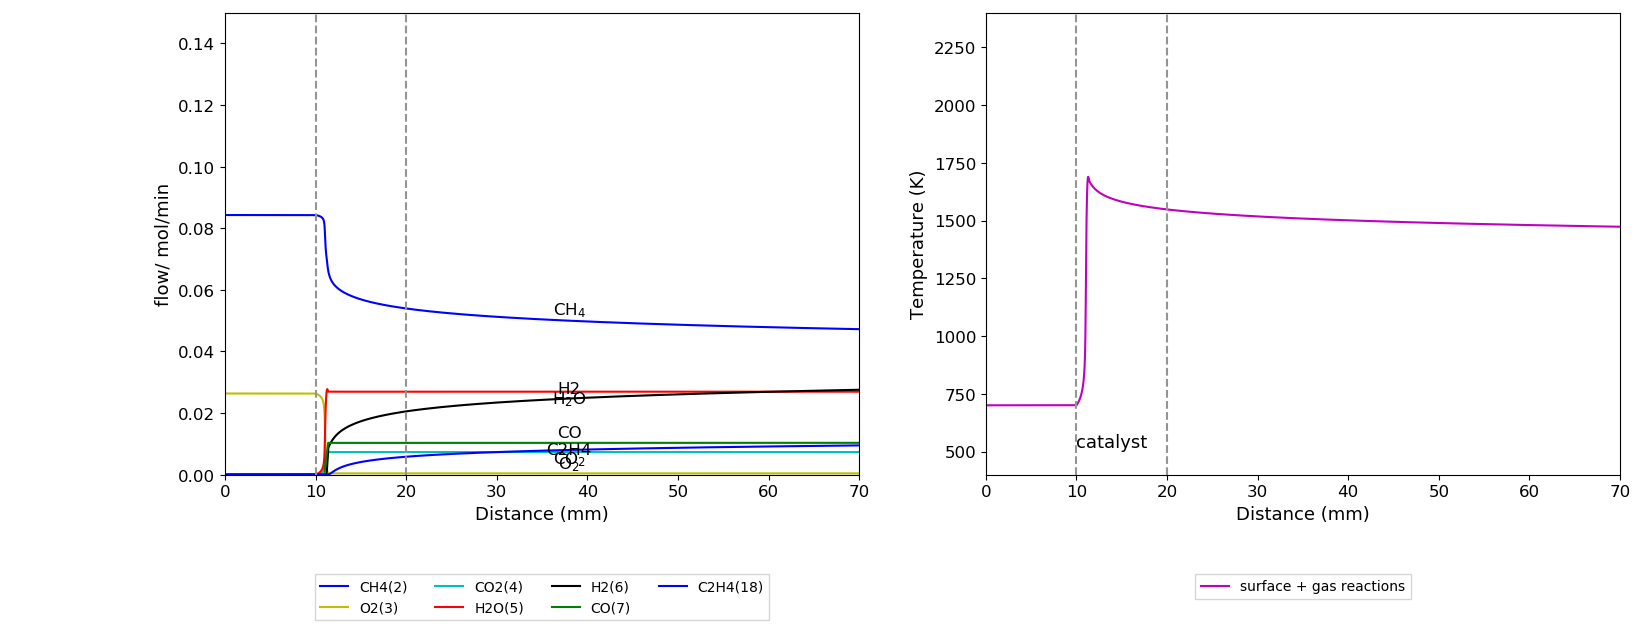 0.14
0.12
0.10
0.08
0.06
0.04
0.02
0.00
flow/ mol/min
CH₄
H2
H₂O
CO
C2H4
CO₂
O₂
0 10 20 30 40 50 60 70
Distance (mm)
CH4(2) CO2(4) H2(6) C2H4(18)
O2(3) H2O(5) CO(7)
2250
2000
1750
1500
1250
1000
750
500
Temperature (K)
catalyst
0 10 20 30 40 50 60 70
Distance (mm)
surface + gas reactions